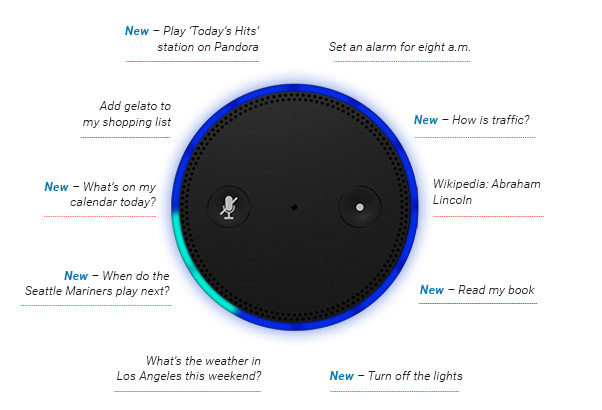 New – Play 'Today's Hits'
station on Pandora
Set an alarm for eight a.m.
Add gelato to
my shopping list
New – How is traffic?
New – What's on my
calendar today?
Wikipedia: Abraham
Lincoln
New – When do the
Seattle Mariners play next?
New – Read my book
What's the weather in
Los Angeles this weekend?
New – Turn off the lights